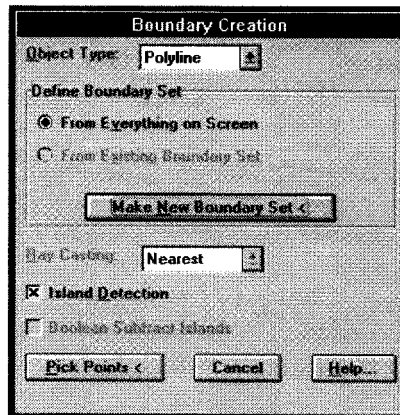 Boundary Creation
Object Type: Polyline
Define Boundary Set
From Everything on Screen
From Existing Boundary Set
Make New Boundary Set <
Ray Casting: Nearest
Island Detection
Boolean Subtract Islands
Pick Points < Cancel Help...